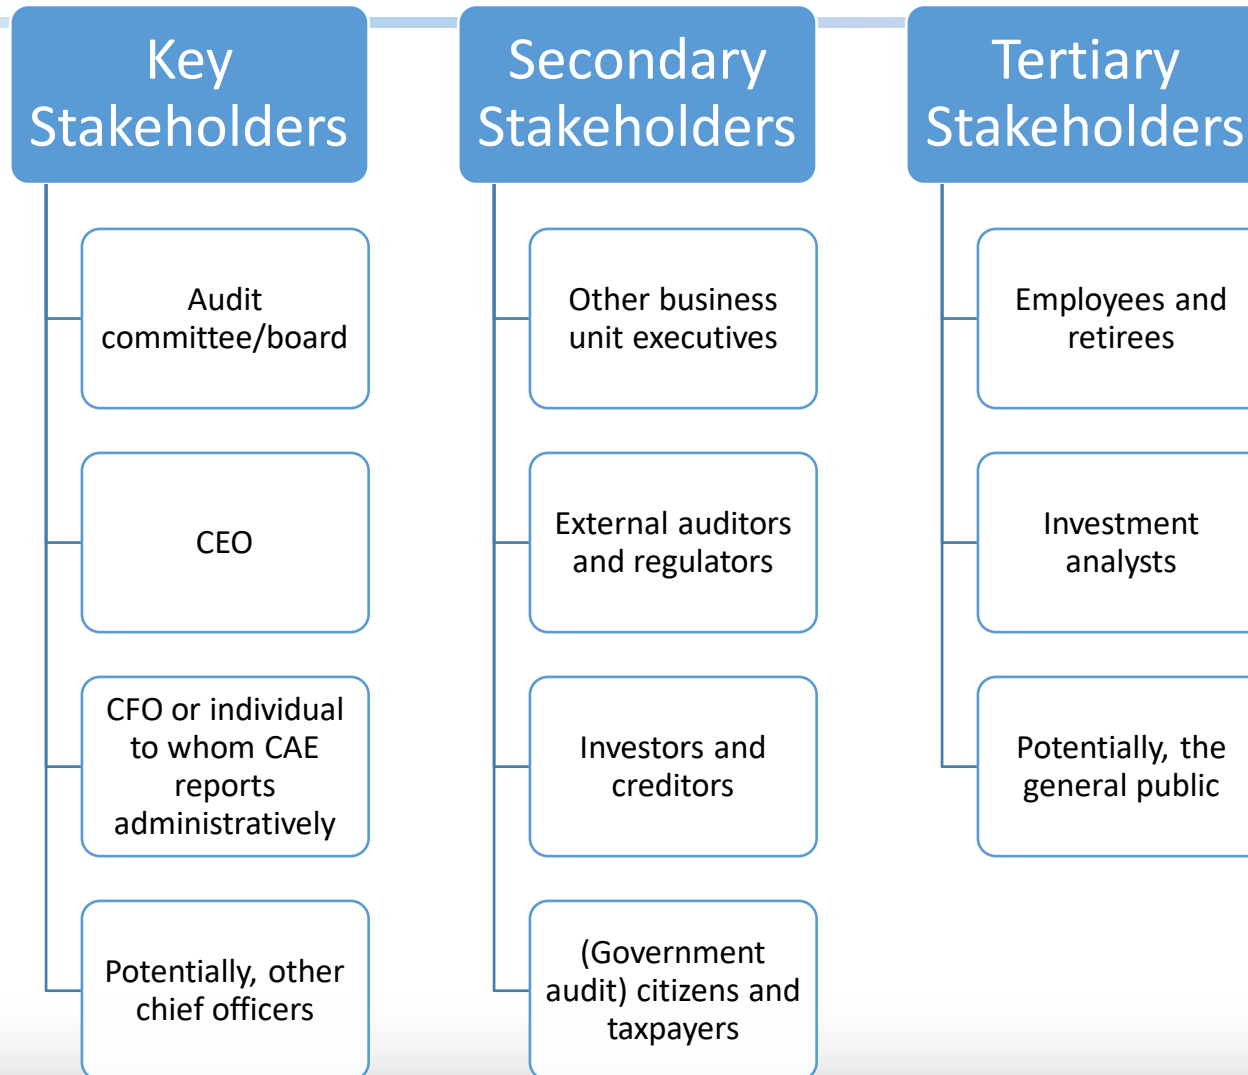 Key
Stakeholders
Audit
committee/board
CEO
CFO or individual
to whom CAE
reports
administratively
Potentially, other
chief officers
Secondary
Stakeholders
Other business
unit executives
External auditors
and regulators
Investors and
creditors
(Government
audit) citizens and
taxpayers
Tertiary
Stakeholders
Employees and
retirees
Investment
analysts
Potentially, the
general public